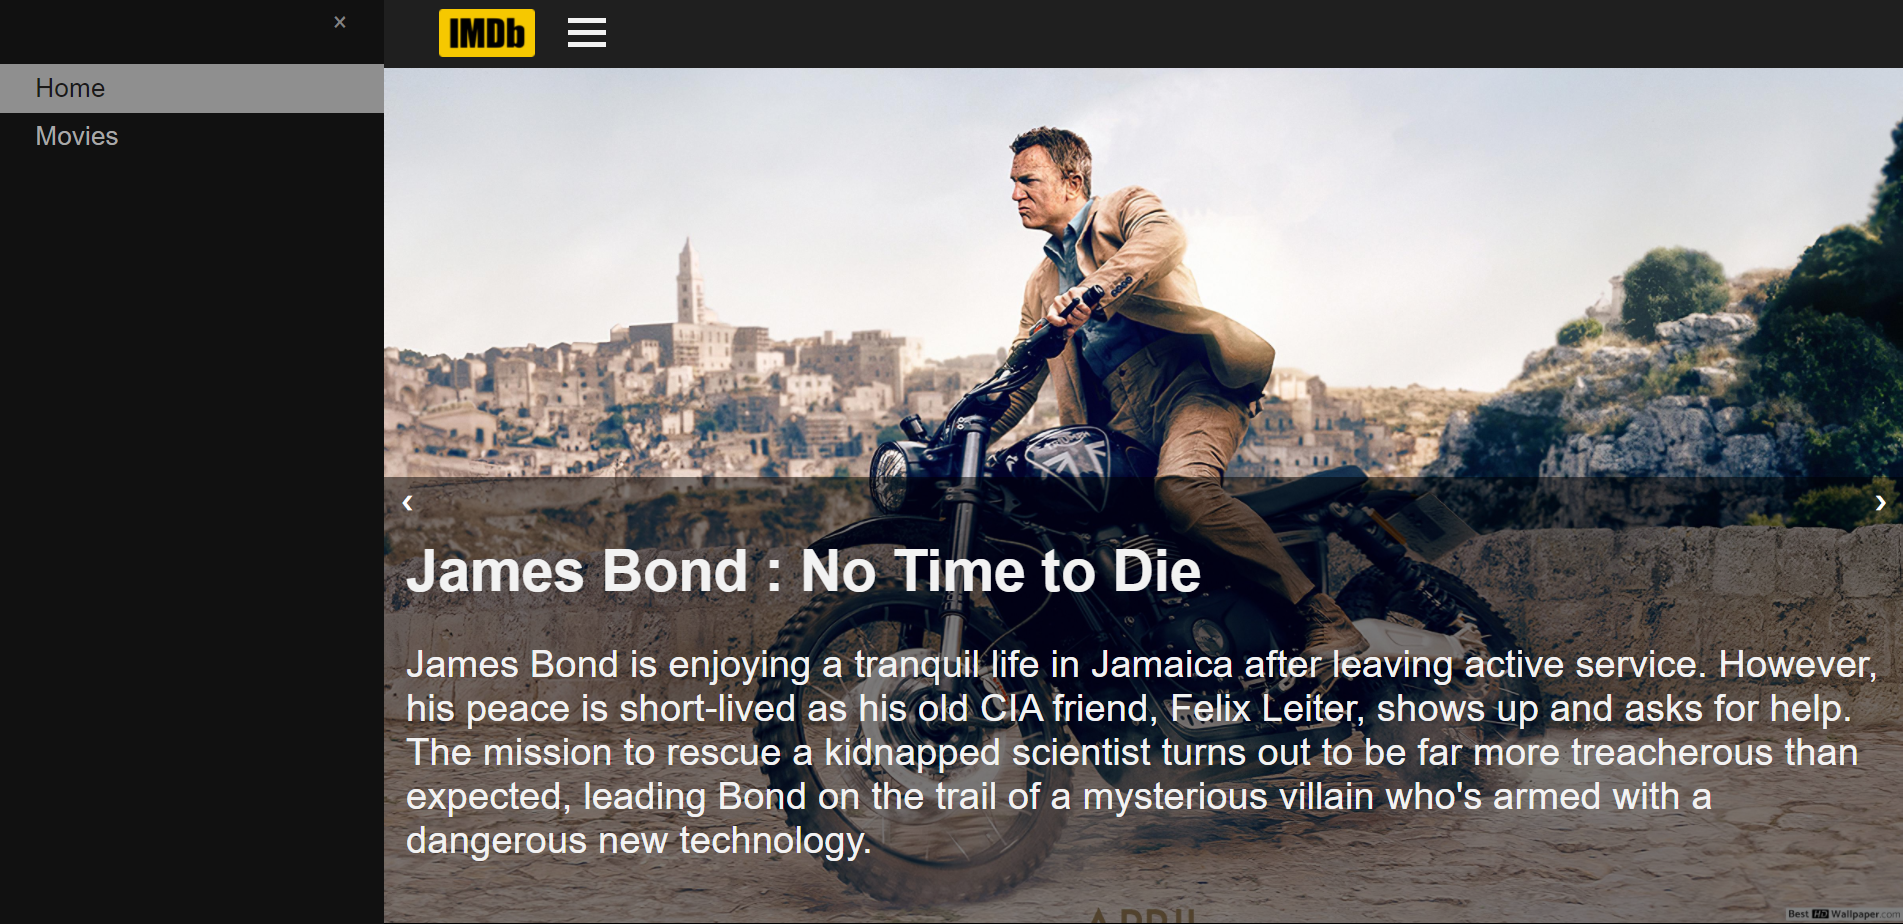 ×
Home
Movies
IMDb
‹
›
James Bond : No Time to Die
James Bond is enjoying a tranquil life in Jamaica after leaving active service. However,
his peace is short-lived as his old CIA friend, Felix Leiter, shows up and asks for help.
The mission to rescue a kidnapped scientist turns out to be far more treacherous than
expected, leading Bond on the trail of a mysterious villain who's armed with a
dangerous new technology.
APRIL
Best HD Wallpaper.com